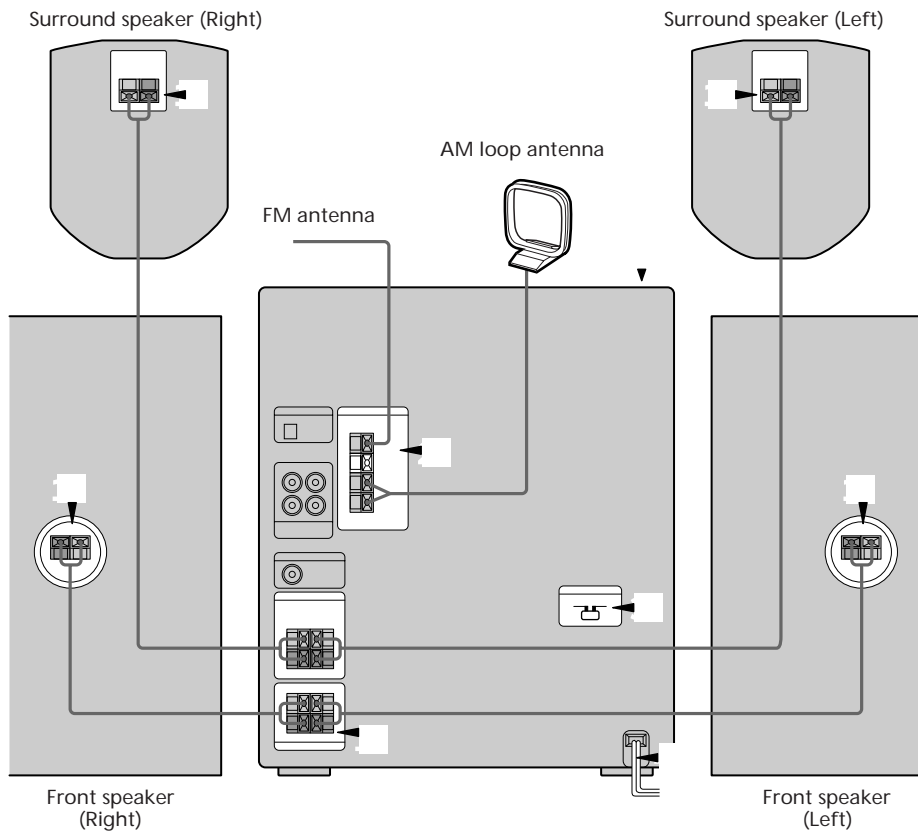 Surround speaker (Right)
Surround speaker (Left)
AM loop antenna
FM antenna
Front speaker
(Right)
Front speaker
(Left)